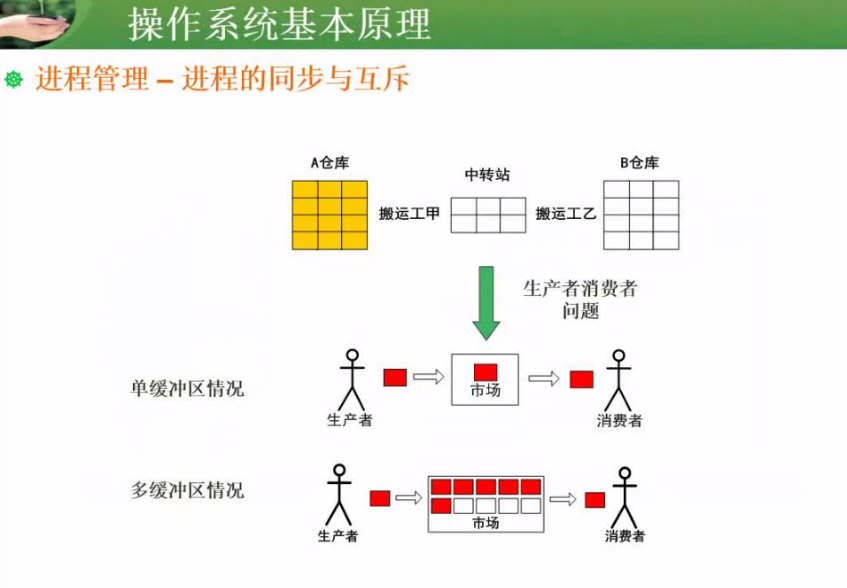 操作系统基本原理
进程管理 – 进程的同步与互斥
A仓库
中转站
B仓库
搬运工甲
搬运工乙
生产者消费者
问题
单缓冲区情况
市场
生产者
消费者
多缓冲区情况
市场
生产者
消费者